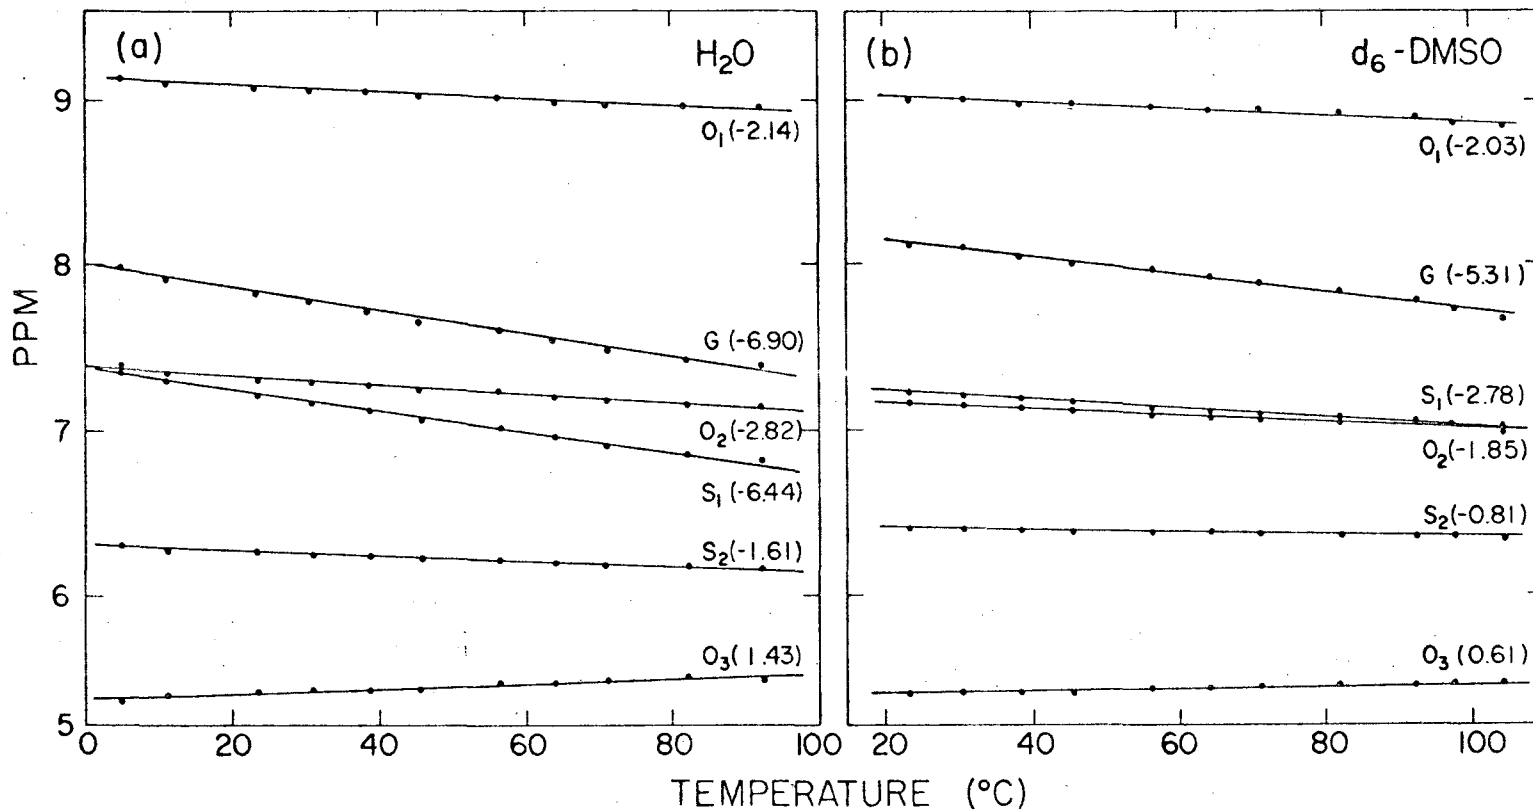 (a)
H₂O
9
8
7
6
5
PPM
O₁(-2.14)
G (-6.90)
O₂(-2.82)
S₁(-6.44)
S₂(-1.61)
O₃(1.43)
0 20 40 60 80 100
(b)
d₆-DMSO
O₁(-2.03)
G (-5.31)
S₁(-2.78)
O₂(-1.85)
S₂(-0.81)
O₃ (0.61)
20 40 60 80 100
TEMPERATURE (°C)